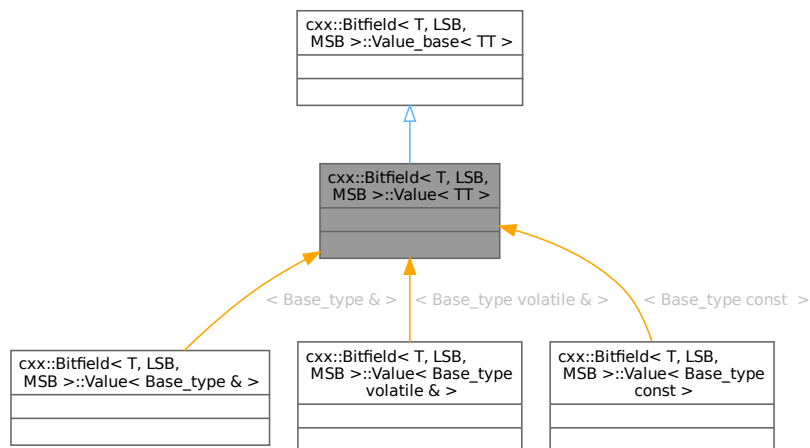 cxx::Bitfield< T, LSB,
MSB >::Value_base< TT >
cxx::Bitfield< T, LSB,
MSB >::Value< TT >
< Base_type & >
< Base_type volatile & >
< Base_type const >
cxx::Bitfield< T, LSB,
MSB >::Value< Base_type & >
cxx::Bitfield< T, LSB,
MSB >::Value< Base_type
volatile & >
cxx::Bitfield< T, LSB,
MSB >::Value< Base_type
const >